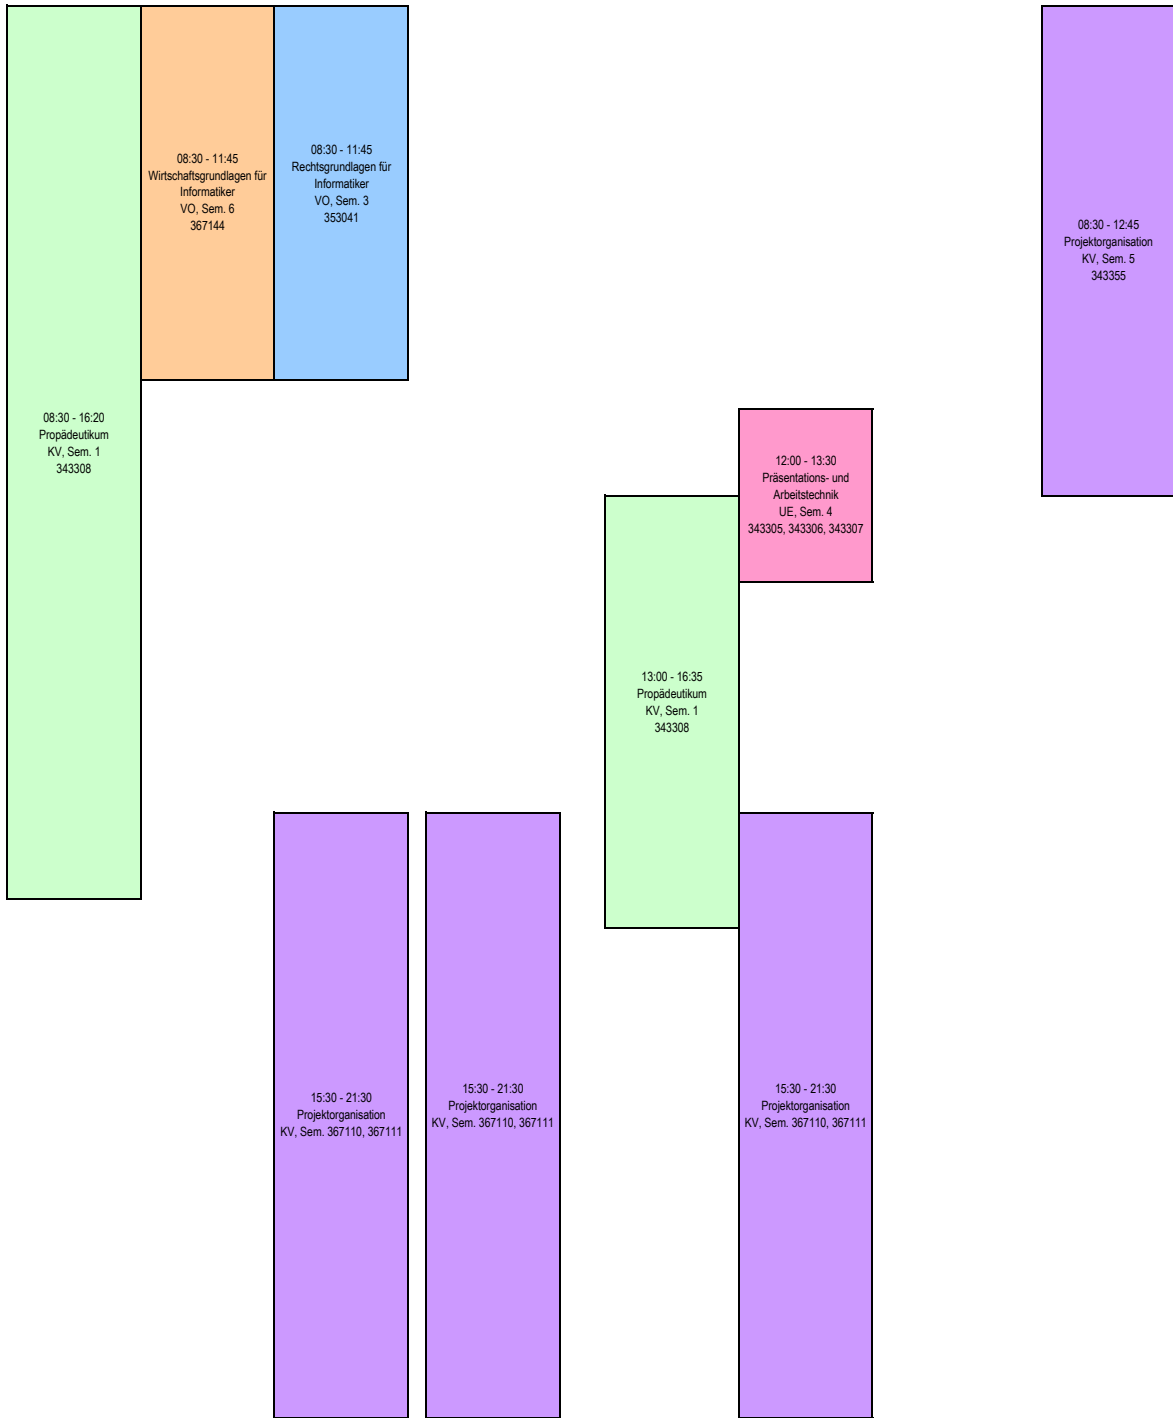 08:30 - 16:20
Propädeutikum
KV, Sem. 1
343308
08:30 - 11:45
Wirtschaftsgrundlagen für
Informatiker
VO, Sem. 6
367144
08:30 - 11:45
Rechtsgrundlagen für
Informatiker
VO, Sem. 3
353041
08:30 - 12:45
Projektorganisation
KV, Sem. 5
343355
12:00 - 13:30
Präsentations- und
Arbeitstechnik
UE, Sem. 4
343305, 343306, 343307
13:00 - 16:35
Propädeutikum
KV, Sem. 1
343308
15:30 - 21:30
Projektorganisation
KV, Sem. 367110, 367111
15:30 - 21:30
Projektorganisation
KV, Sem. 367110, 367111
15:30 - 21:30
Projektorganisation
KV, Sem. 367110, 367111